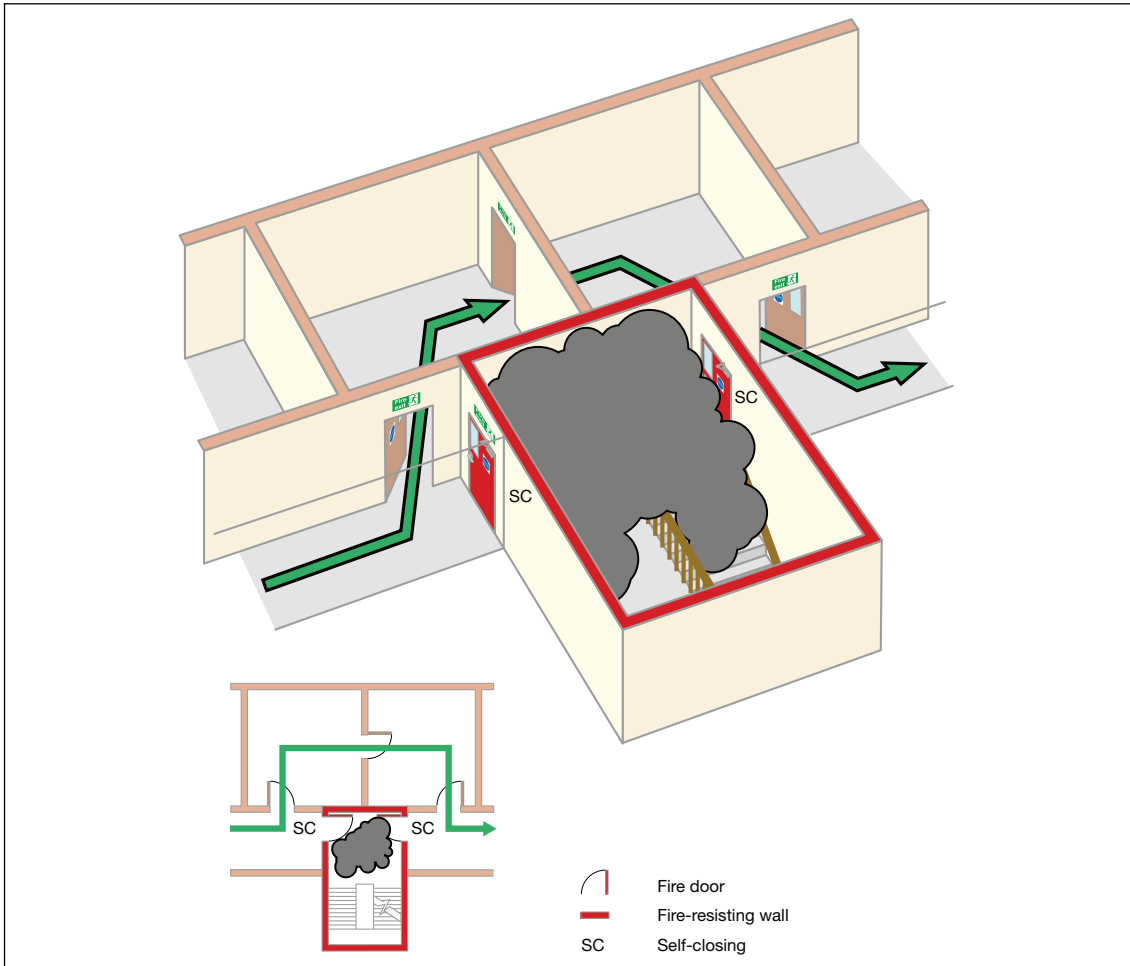 Fire
exit
Fire
exit
SC
SC
SC
SC
Fire door
Fire-resisting wall
SC Self-closing